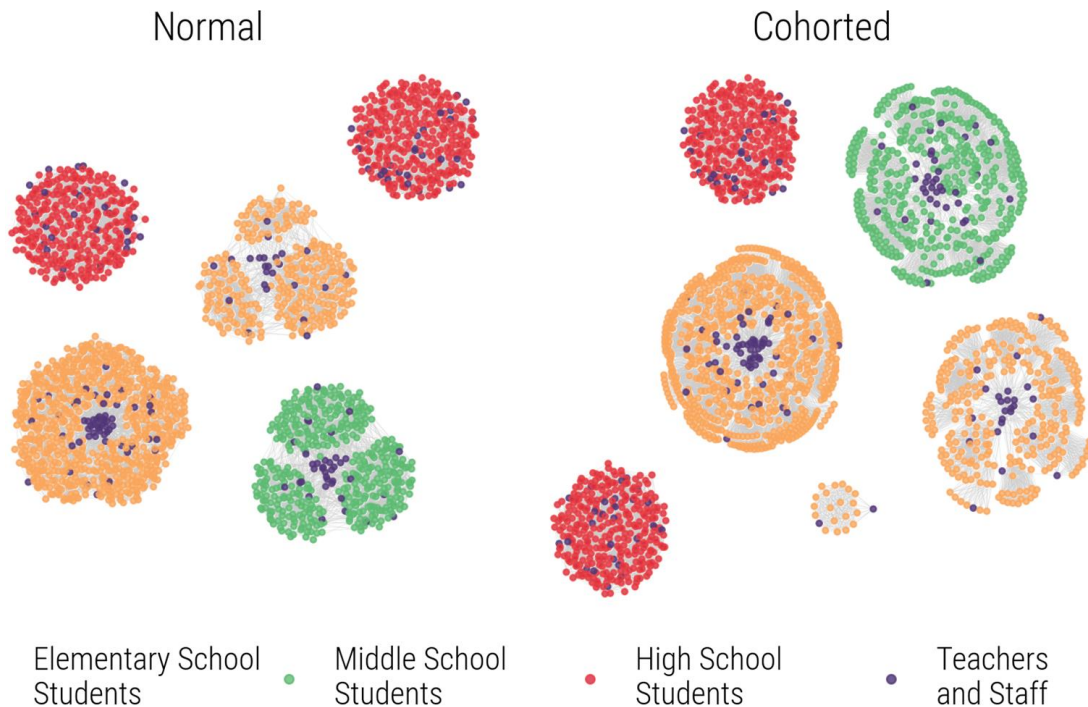 Normal
Cohorted
Elementary School
Students
Middle School
Students
High School
Students
Teachers
and Staff